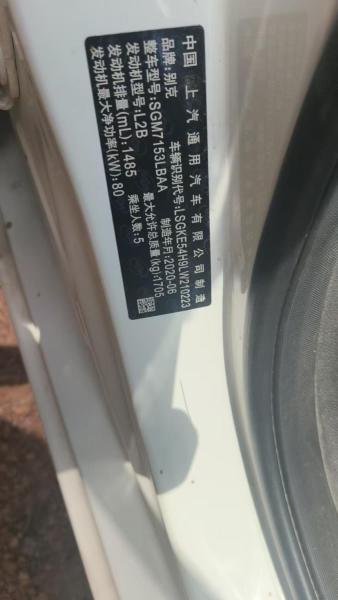 中国 上汽通用汽车有限公司制造
品牌:别克
车辆识别代号:LSGKE54H9LW210223
整车型号:SGM7153LBAA
制造年月:2020-06
发动机型号:L2B
最大允许总质量(kg):1705
发动机排量(mL):1485
乘坐人数:5
发动机最大净功率(kW):80